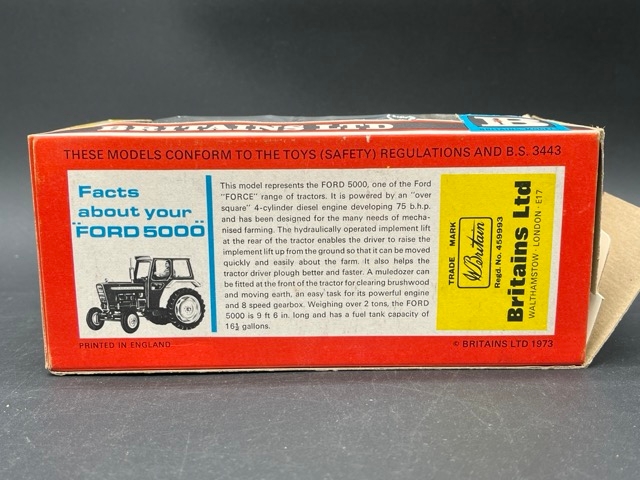 BRITAINS LTD
THESE MODELS CONFORM TO THE TOYS (SAFETY) REGULATIONS AND B.S. 3443
Facts
about your
"FORD 5000"
This model represents the FORD 5000, one of the Ford
"FORCE" range of tractors. It is powered by an "over
square" 4-cylinder diesel engine developing 75 b.h.p.
and has been designed for the many needs of mecha-
nised farming. The hydraulically operated implement lift
at the rear of the tractor enables the driver to raise the
implement lift up from the ground so that it can be moved
quickly and easily about the farm. It also helps the
tractor driver plough better and faster. A muledozer can
be fitted at the front of the tractor for clearing brushwood
and moving earth, an easy task for its powerful engine
and 8 speed gearbox. Weighing over 2 tons, the FORD
5000 is 9 ft 6 in. long and has a fuel tank capacity of
16½ gallons.
TRADE MARK
Britain
Regd. No. 459993
Britains Ltd
WALTHAMSTOW · LONDON · E17
PRINTED IN ENGLAND
© BRITAINS LTD 1973